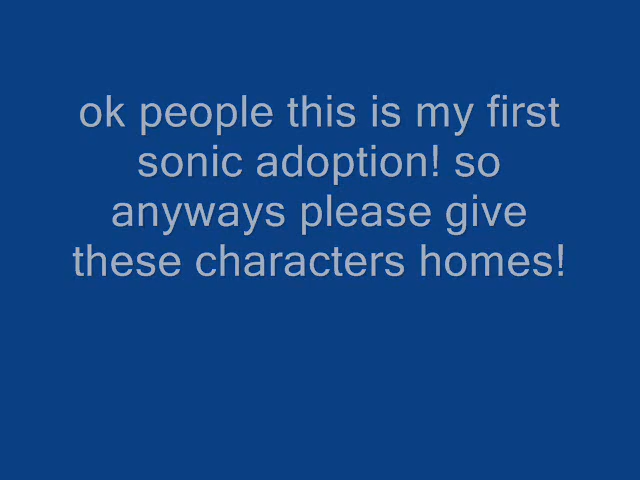 ok people this is my first
sonic adoption! so
anyways please give
these characters homes!